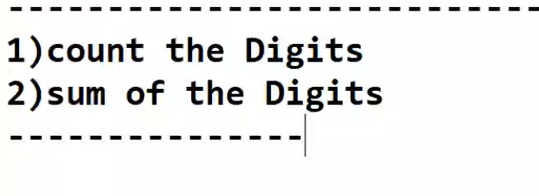 ---------------------------
1)count the Digits
2)sum of the Digits
---------------